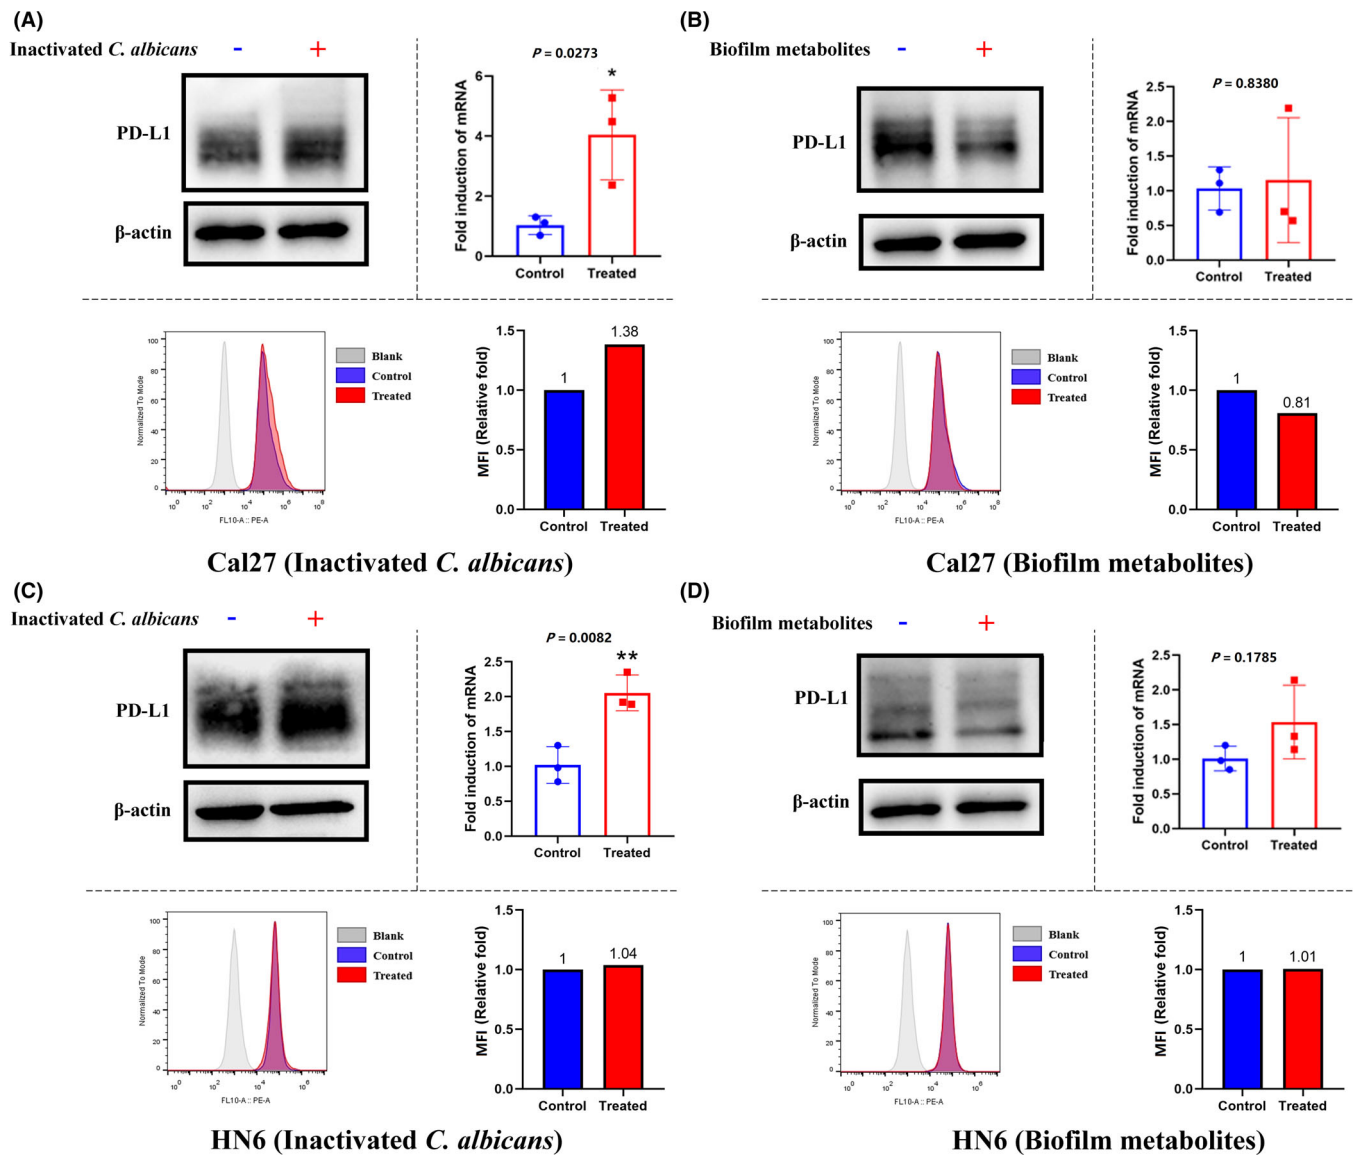 (A)
Inactivated C. albicans - +
PD-L1
β-actin
P = 0.0273
*
Fold induction of mRNA
6
4
2
0
Control Treated
Normalized To Mode
100
80
60
40
20
0
10^0 10^2 10^4 10^6 10^8
FL10-A :: PE-A
Blank
Control
Treated
MFI (Relative fold)
1.5
1.0
0.5
0.0
1
1.38
Control Treated
Cal27 (Inactivated C. albicans)
(B)
Biofilm metabolites - +
PD-L1
β-actin
P = 0.8380
Fold induction of mRNA
2.5
2.0
1.5
1.0
0.5
0.0
Control Treated
Normalized To Mode
100
80
60
40
20
0
10^0 10^2 10^4 10^6 10^8
FL10-A :: PE-A
Blank
Control
Treated
MFI (Relative fold)
1.5
1.0
0.5
0.0
1
0.81
Control Treated
Cal27 (Biofilm metabolites)
(C)
Inactivated C. albicans - +
PD-L1
β-actin
P = 0.0082
**
Fold induction of mRNA
2.5
2.0
1.5
1.0
0.5
0.0
Control Treated
Normalized To Mode
100
80
60
40
20
0
10^0 10^2 10^4 10^6
FL10-A :: PE-A
Blank
Control
Treated
MFI (Relative fold)
1.5
1.0
0.5
0.0
1
1.04
Control Treated
HN6 (Inactivated C. albicans)
(D)
Biofilm metabolites - +
PD-L1
β-actin
P = 0.1785
Fold induction of mRNA
2.5
2.0
1.5
1.0
0.5
0.0
Control Treated
Normalized To Mode
100
80
60
40
20
0
10^0 10^2 10^4 10^6
FL10-A :: PE-A
Blank
Control
Treated
MFI (Relative fold)
1.5
1.0
0.5
0.0
1
1.01
Control Treated
HN6 (Biofilm metabolites)